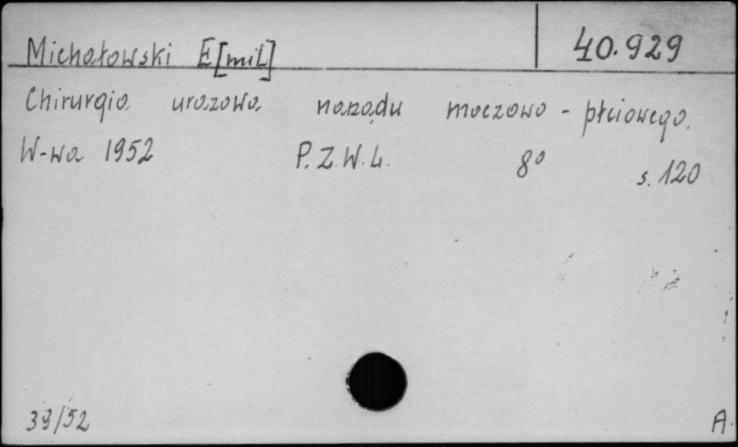 Michałowski E[mil] 40.929
Chirurgia urazowa narządu moczowo - płciowego.
W-wa 1952 P.Z.W.L. 8° s. 120
39/52 A.